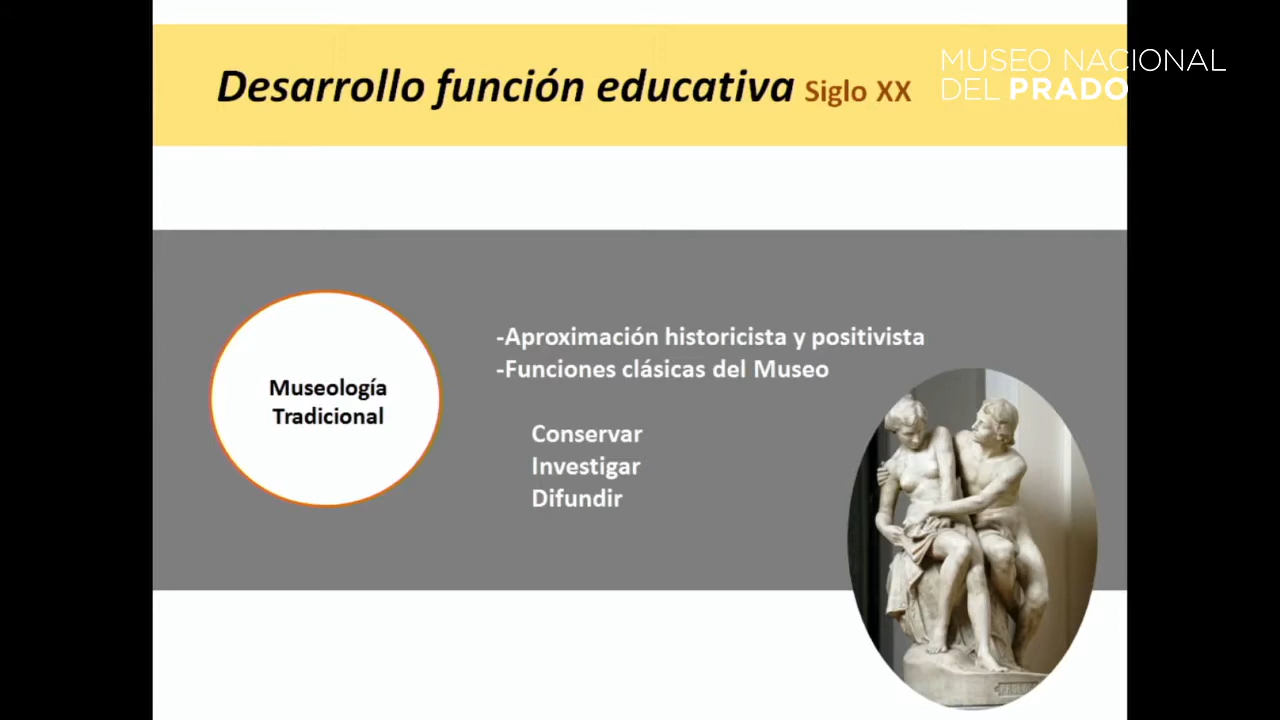 Desarrollo función educativa Siglo XX
MUSEO NACIONAL
DEL PRADO
Museología
Tradicional
-Aproximación historicista y positivista
-Funciones clásicas del Museo
Conservar
Investigar
Difundir